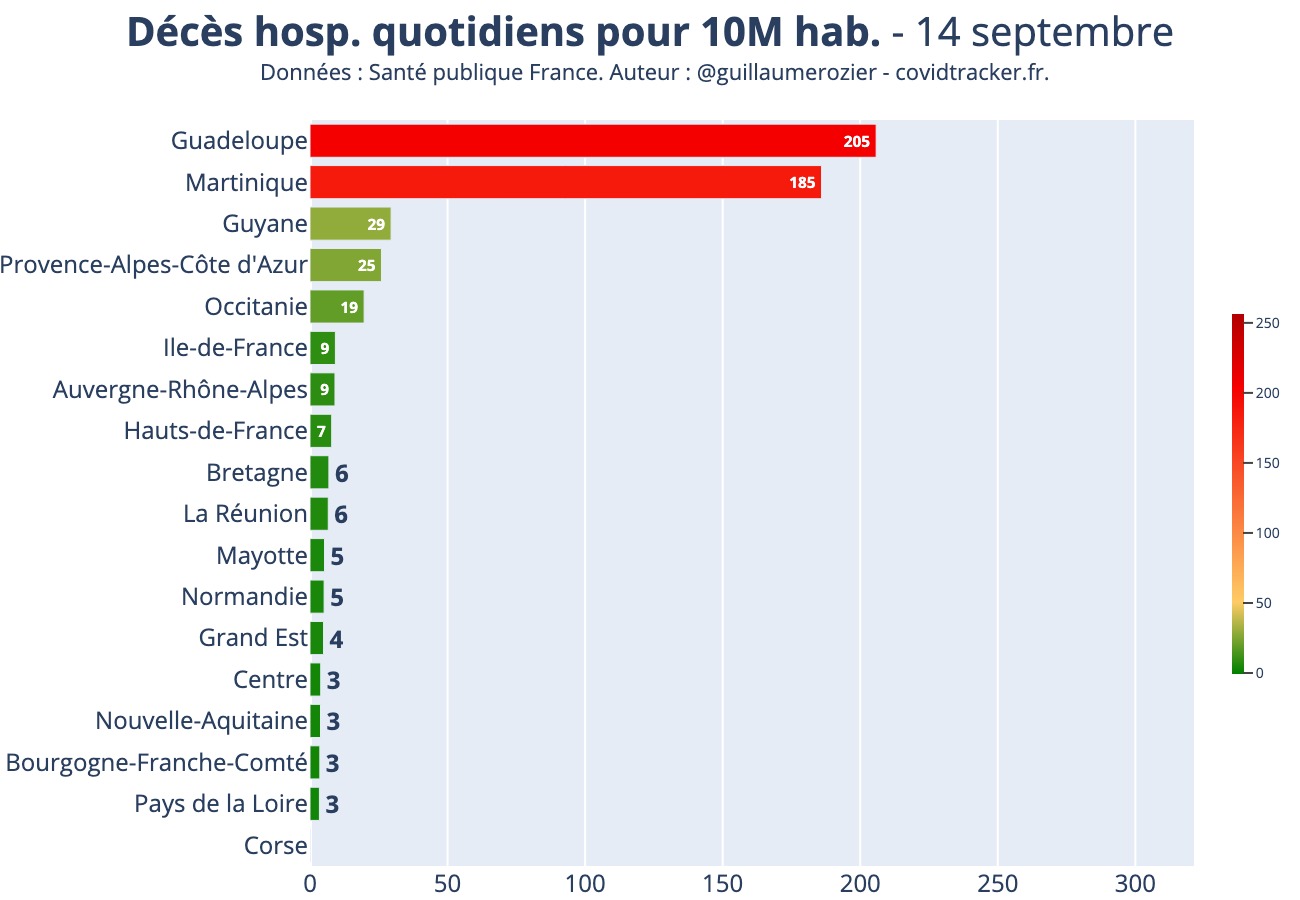 Décès hosp. quotidiens pour 10M hab. - 14 septembre
Données : Santé publique France. Auteur : @guillaumerozier - covidtracker.fr.
Guadeloupe 205
Martinique 185
Guyane 29
Provence-Alpes-Côte d'Azur 25
Occitanie 19
Ile-de-France 9
Auvergne-Rhône-Alpes 9
Hauts-de-France 7
Bretagne 6
La Réunion 6
Mayotte 5
Normandie 5
Grand Est 4
Centre 3
Nouvelle-Aquitaine 3
Bourgogne-Franche-Comté 3
Pays de la Loire 3
Corse
0 50 100 150 200 250 300
250
200
150
100
50
0